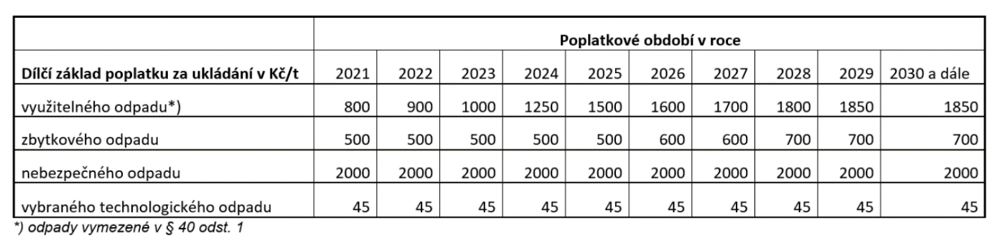 Poplatkové období v roce
Dílčí základ poplatku za ukládání v Kč/t 2021 2022 2023 2024 2025 2026 2027 2028 2029 2030 a dále
využitelného odpadu*) 800 900 1000 1250 1500 1600 1700 1800 1850 1850
zbytkového odpadu 500 500 500 500 500 600 600 700 700 700
nebezpečného odpadu 2000 2000 2000 2000 2000 2000 2000 2000 2000 2000
vybraného technologického odpadu 45 45 45 45 45 45 45 45 45 45
*) odpady vymezené v § 40 odst. 1